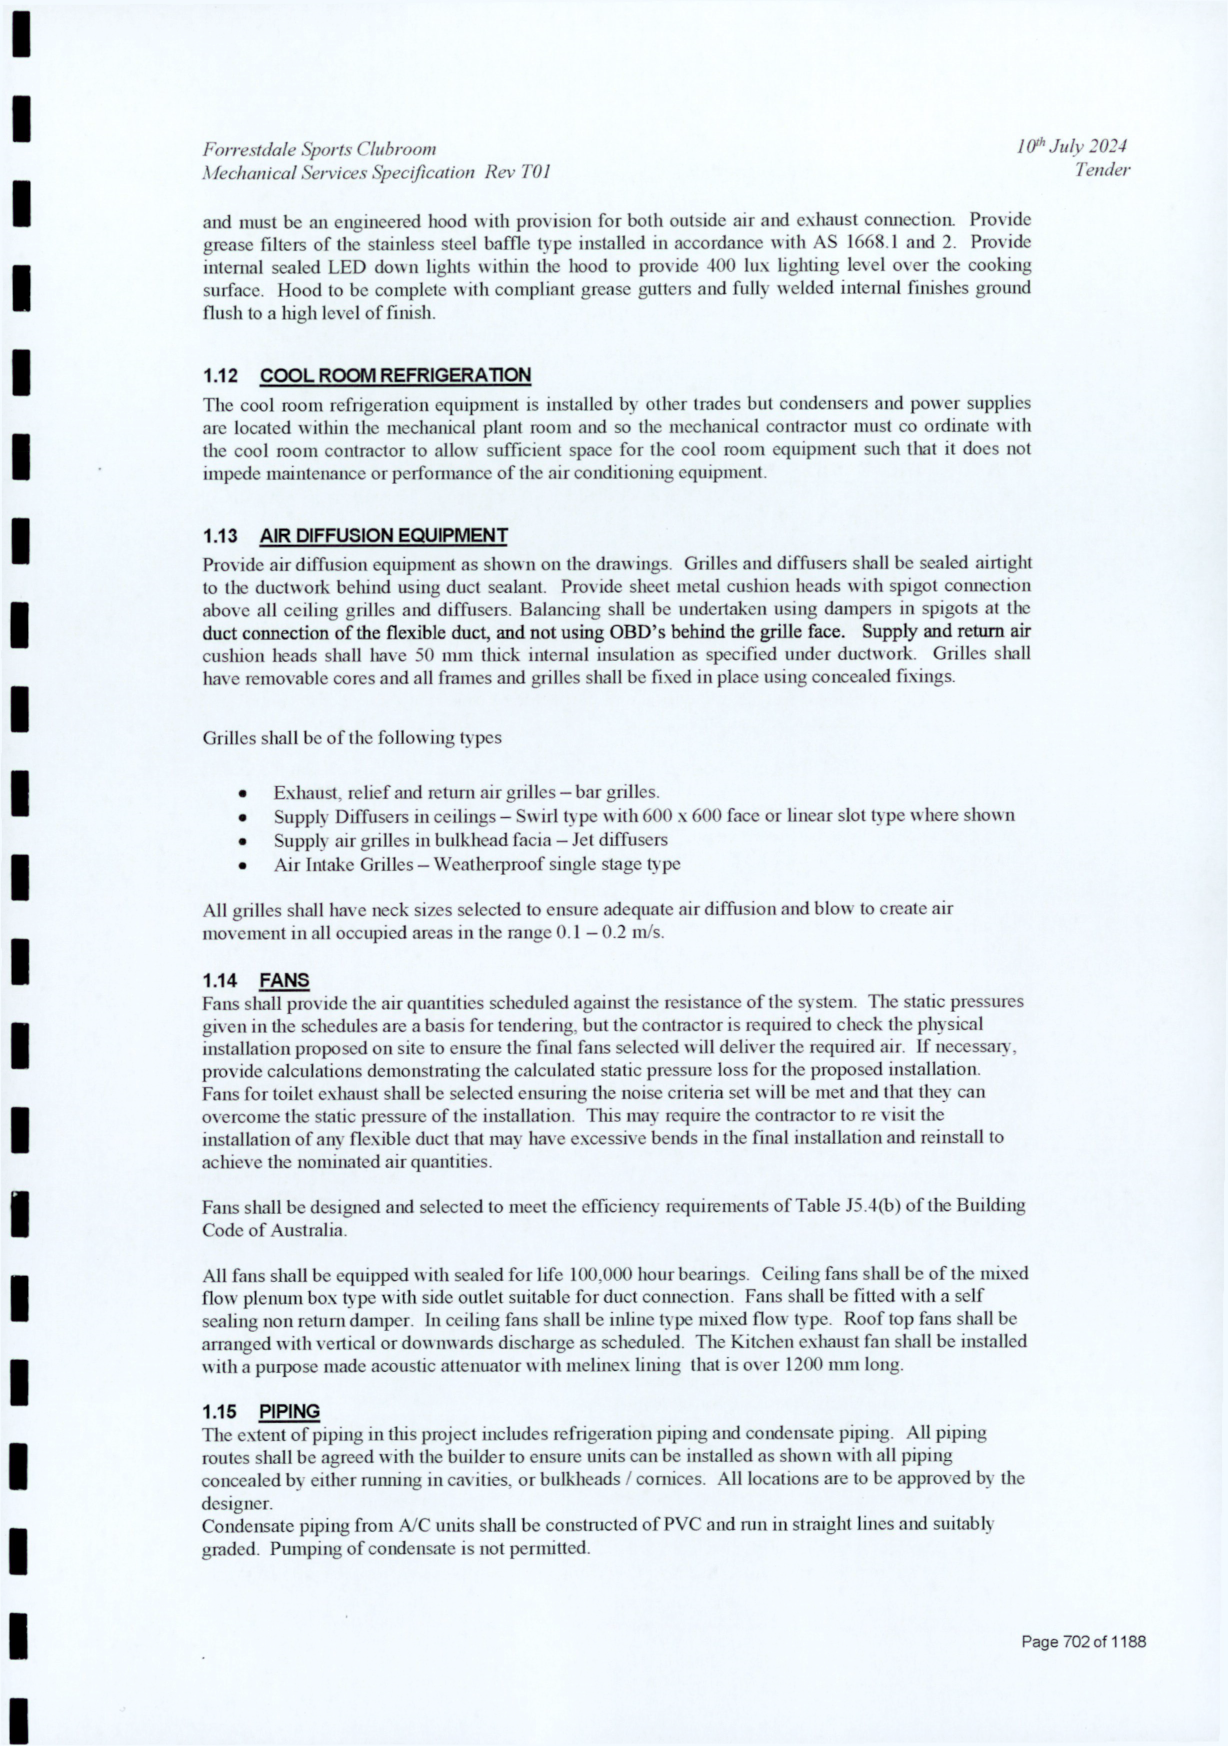 Forrestdale Sports Clubroom
10th July 2024
Mechanical Services Specification Rev T01
Tender
and must be an engineered hood with provision for both outside air and exhaust connection. Provide
grease filters of the stainless steel baffle type installed in accordance with AS 1668.1 and 2. Provide
internal sealed LED down lights within the hood to provide 400 lux lighting level over the cooking
surface. Hood to be complete with compliant grease gutters and fully welded internal finishes ground
flush to a high level of finish.
1.12 COOL ROOM REFRIGERATION
The cool room refrigeration equipment is installed by other trades but condensers and power supplies
are located within the mechanical plant room and so the mechanical contractor must co ordinate with
the cool room contractor to allow sufficient space for the cool room equipment such that it does not
impede maintenance or performance of the air conditioning equipment.
1.13 AIR DIFFUSION EQUIPMENT
Provide air diffusion equipment as shown on the drawings. Grilles and diffusers shall be sealed airtight
to the ductwork behind using duct sealant. Provide sheet metal cushion heads with spigot connection
above all ceiling grilles and diffusers. Balancing shall be undertaken using dampers in spigots at the
duct connection of the flexible duct, and not using OBD's behind the grille face. Supply and return air
cushion heads shall have 50 mm thick internal insulation as specified under ductwork. Grilles shall
have removable cores and all frames and grilles shall be fixed in place using concealed fixings.
Grilles shall be of the following types
• Exhaust, relief and return air grilles – bar grilles.
• Supply Diffusers in ceilings – Swirl type with 600 x 600 face or linear slot type where shown
• Supply air grilles in bulkhead facia – Jet diffusers
• Air Intake Grilles – Weatherproof single stage type
All grilles shall have neck sizes selected to ensure adequate air diffusion and blow to create air
movement in all occupied areas in the range 0.1 – 0.2 m/s.
1.14 FANS
Fans shall provide the air quantities scheduled against the resistance of the system. The static pressures
given in the schedules are a basis for tendering, but the contractor is required to check the physical
installation proposed on site to ensure the final fans selected will deliver the required air. If necessary,
provide calculations demonstrating the calculated static pressure loss for the proposed installation.
Fans for toilet exhaust shall be selected ensuring the noise criteria set will be met and that they can
overcome the static pressure of the installation. This may require the contractor to re visit the
installation of any flexible duct that may have excessive bends in the final installation and reinstall to
achieve the nominated air quantities.
Fans shall be designed and selected to meet the efficiency requirements of Table J5.4(b) of the Building
Code of Australia.
All fans shall be equipped with sealed for life 100,000 hour bearings. Ceiling fans shall be of the mixed
flow plenum box type with side outlet suitable for duct connection. Fans shall be fitted with a self
sealing non return damper. In ceiling fans shall be inline type mixed flow type. Roof top fans shall be
arranged with vertical or downwards discharge as scheduled. The Kitchen exhaust fan shall be installed
with a purpose made acoustic attenuator with melinex lining that is over 1200 mm long.
1.15 PIPING
The extent of piping in this project includes refrigeration piping and condensate piping. All piping
routes shall be agreed with the builder to ensure units can be installed as shown with all piping
concealed by either running in cavities, or bulkheads / cornices. All locations are to be approved by the
designer.
Condensate piping from A/C units shall be constructed of PVC and run in straight lines and suitably
graded. Pumping of condensate is not permitted.
Page 702 of 1188